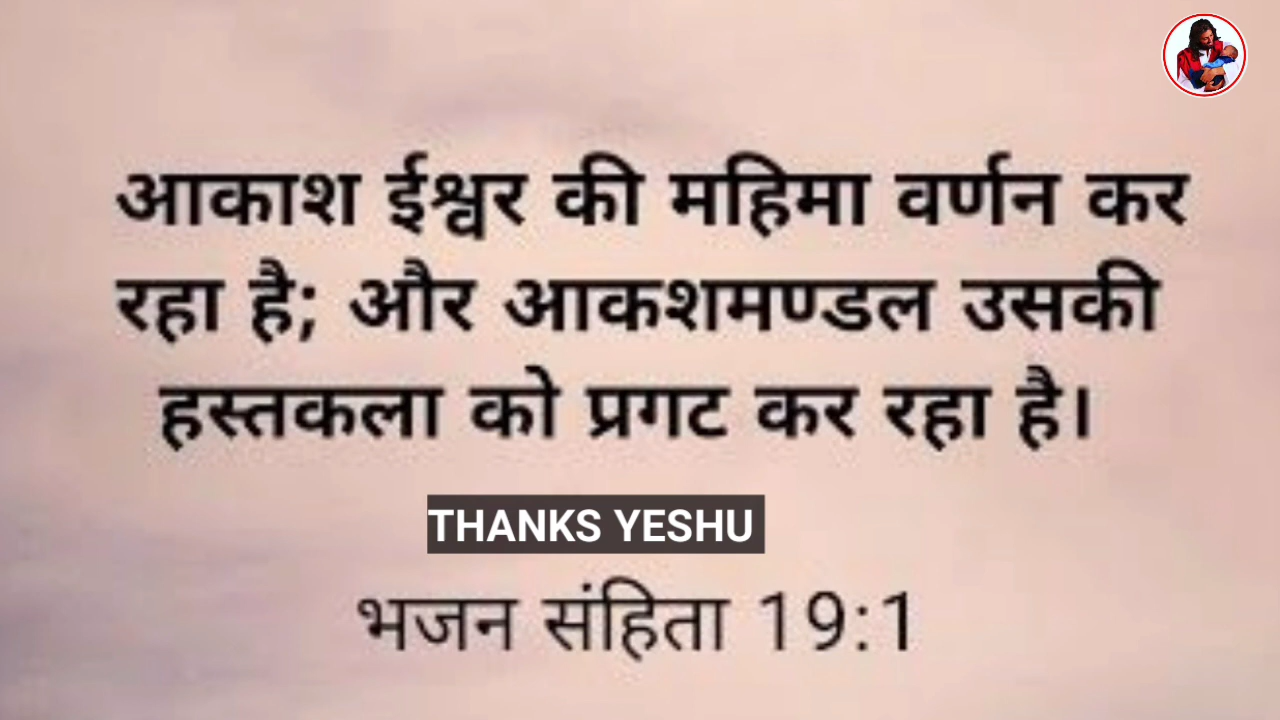 आकाश ईश्वर की महिमा वर्णन कर
रहा है; और आकशमण्डल उसकी
हस्तकला को प्रगट कर रहा है।
THANKS YESHU
भजन संहिता 19:1